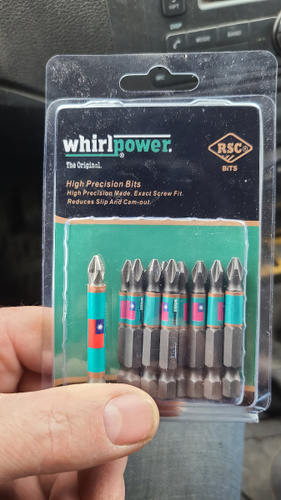 whirlpower.
®
The Original.
RSC®
BiTS
High Precision Bits
High Precision Made. Exact Screw Fit.
Reduces Slip And Cam-out.